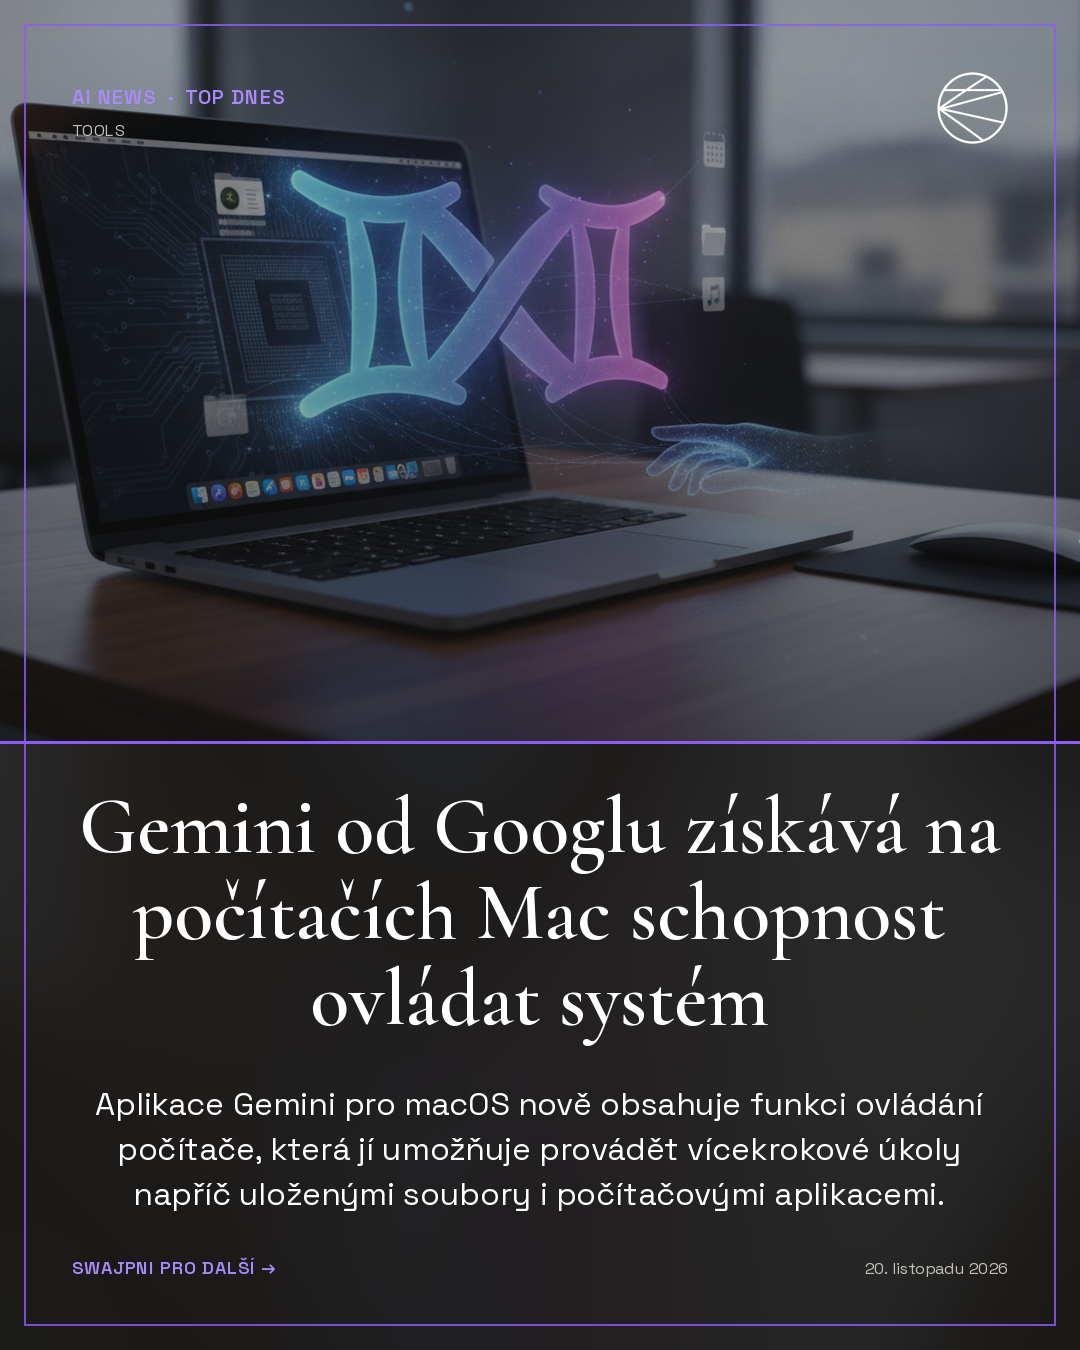 AI NEWS · TOP DNES
TOOLS
Gemini od Googlu získává na
počítačích Mac schopnost
ovládat systém
Aplikace Gemini pro macOS nově obsahuje funkci ovládání
počítače, která jí umožňuje provádět vícekrokové úkoly
napříč uloženými soubory i počítačovými aplikacemi.
SWAJPNI PRO DALŠÍ →
20. listopadu 2026